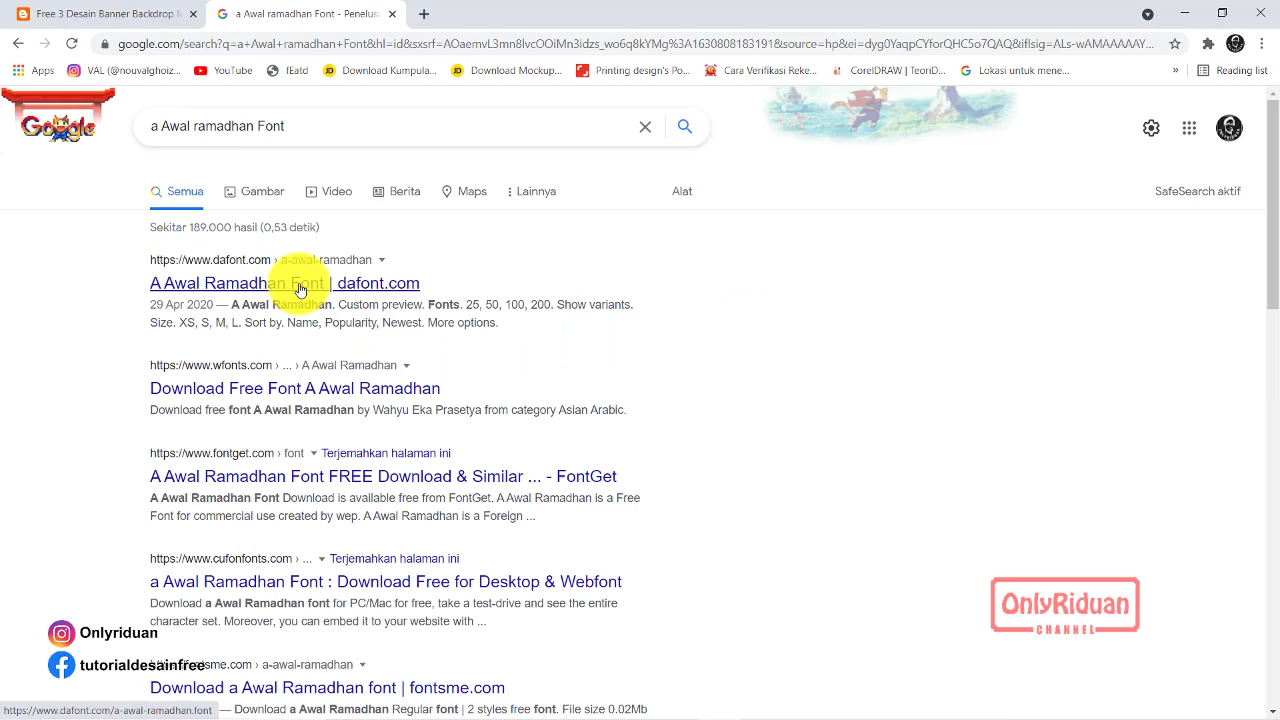 Free 3 Desain Banner Backdrop
a Awal ramadhan Font - Penelus
google.com/search?q=a+Awal+ramadhan+Font&hl=id&sxsrf=
Apps
VAL (@nouvalghoiz...
YouTube
fEatd
Download Kumpula...
Download Mockup...
Printing design's Po...
Cara Verifikasi Reke...
CorelDRAW | TeoriD...
Lokasi untuk mene...
»
Reading list
Google
a Awal ramadhan Font
Semua
Gambar
Video
Berita
Maps
Lainnya
Alat
SafeSearch aktif
Sekitar 189.000 hasil (0,53 detik)
https://www.dafont.com › a-awal-ramadhan
A Awal Ramadhan Font | dafont.com
29 Apr 2020 — A Awal Ramadhan. Custom preview. Fonts. 25, 50, 100, 200. Show variants.
Size. XS, S, M, L. Sort by. Name, Popularity, Newest. More options.
https://www.wfonts.com › ... › A Awal Ramadhan
Download Free Font A Awal Ramadhan
Download free font A Awal Ramadhan by Wahyu Eka Prasetya from category Asian Arabic.
https://www.fontget.com › font
Terjemahkan halaman ini
A Awal Ramadhan Font FREE Download & Similar ... - FontGet
A Awal Ramadhan Font Download is available free from FontGet. A Awal Ramadhan is a Free
Font for commercial use created by wep. A Awal Ramadhan is a Foreign ...
https://www.cufonfonts.com › ...
Terjemahkan halaman ini
a Awal Ramadhan Font : Download Free for Desktop & Webfont
Download a Awal Ramadhan font for PC/Mac for free, take a test-drive and see the entire
character set. Moreover, you can embed it to your website with ...
OnlyRiduan
CHANNEL
Onlyriduan
tutorialdesainfree
sme.com › a-awal-ramadhan
Download a Awal Ramadhan font | fontsme.com
— Download a Awal Ramadhan Regular font | 2 styles free font. File size 0.02Mb
https://www.dafont.com/a-awal-ramadhan.font